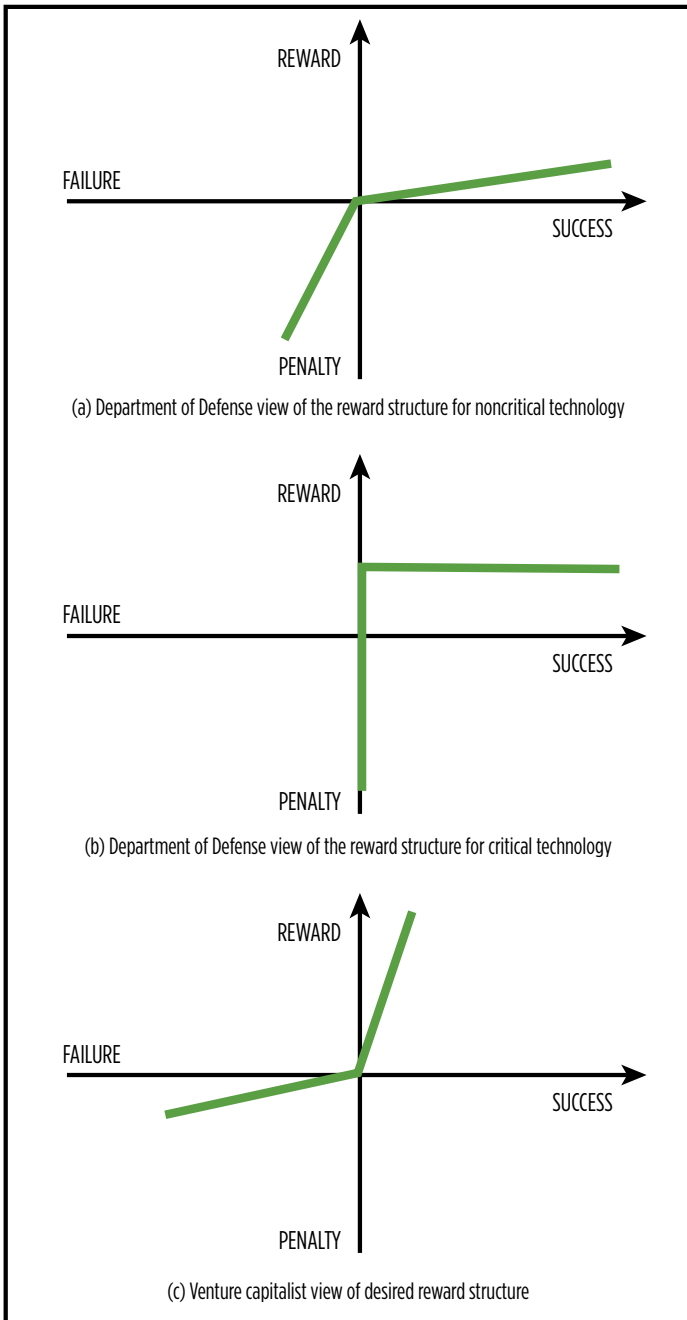 REWARD
FAILURE
SUCCESS
PENALTY
(a) Department of Defense view of the reward structure for noncritical technology
REWARD
FAILURE
SUCCESS
PENALTY
(b) Department of Defense view of the reward structure for critical technology
REWARD
FAILURE
SUCCESS
PENALTY
(c) Venture capitalist view of desired reward structure